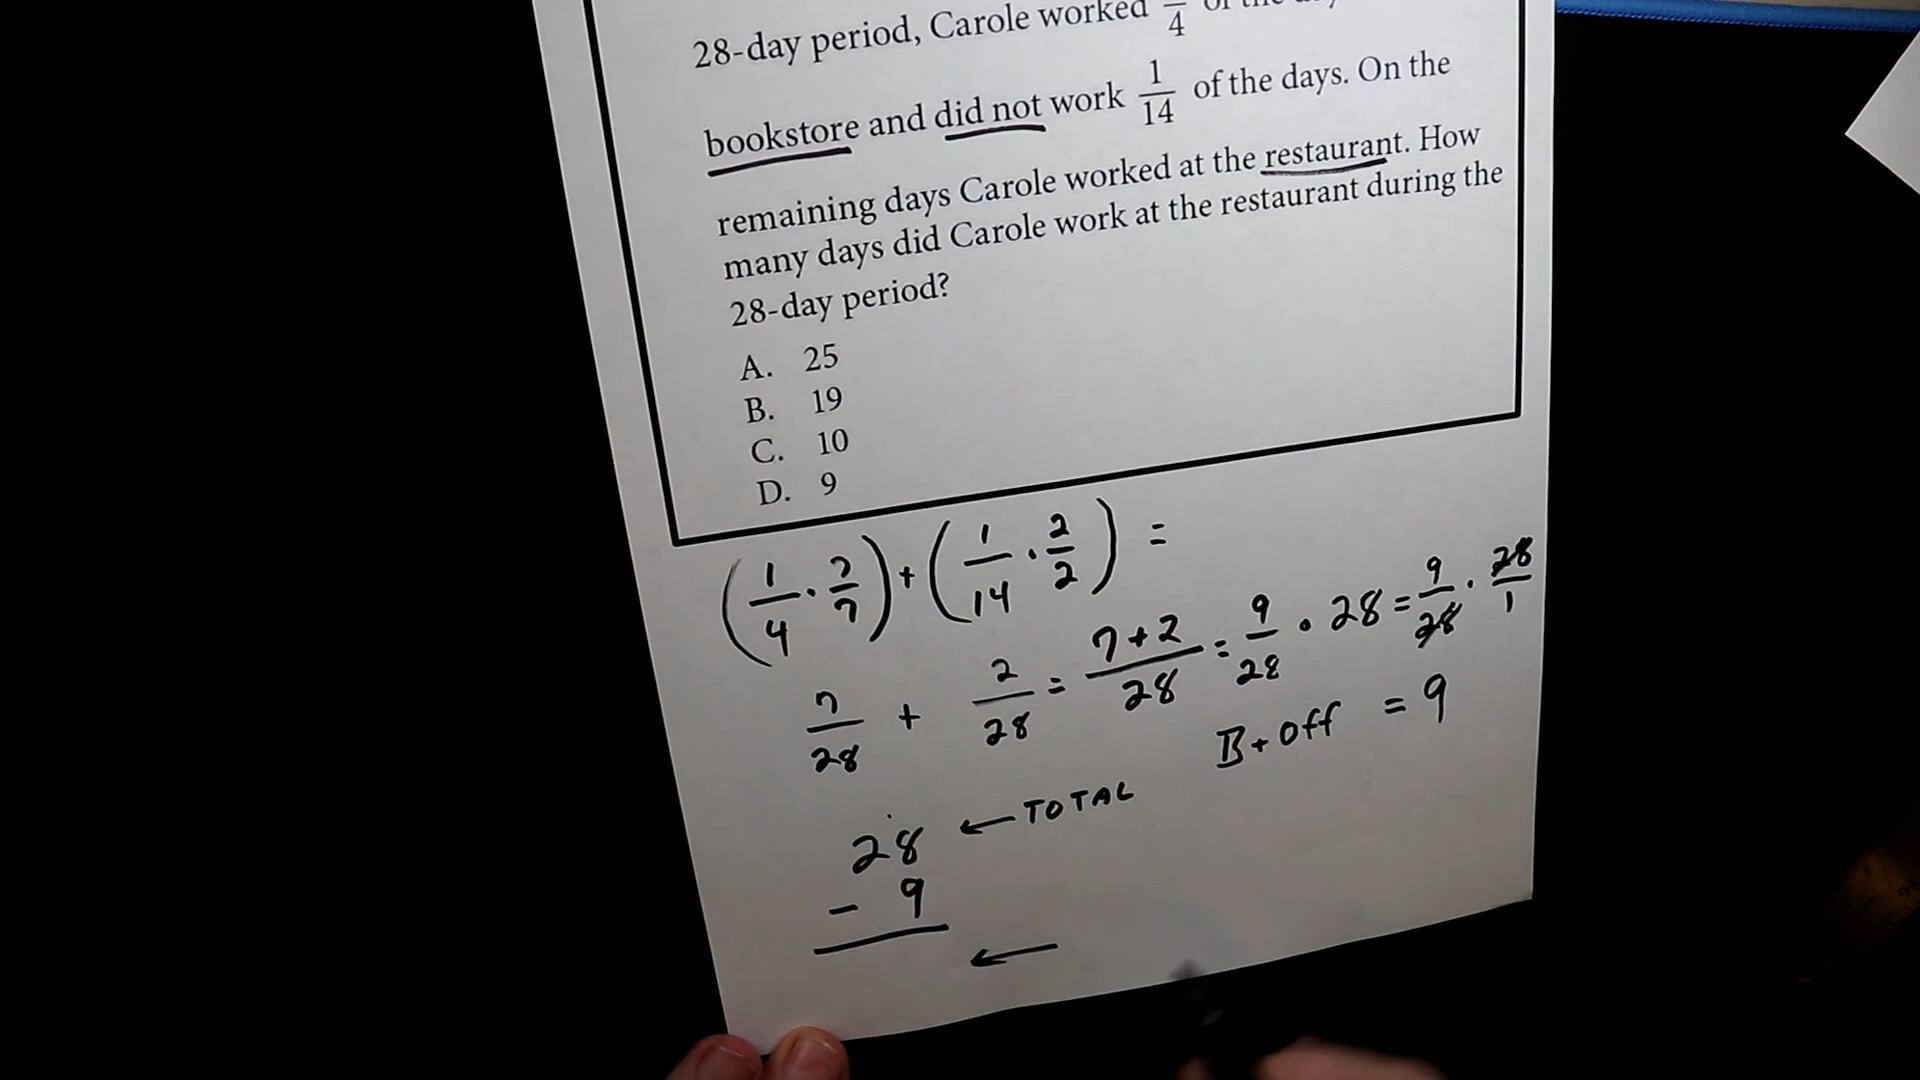 28-day period, Carole worked /4 of the
bookstore and did not work 1/14 of the days. On the
remaining days Carole worked at the restaurant. How
many days did Carole work at the restaurant during the
28-day period?
A. 25
B. 19
C. 10
D. 9
(1/4 · 7/7) + (1/14 · 2/2) =
7/28 + 2/28 = 7+2/28 = 9/28 · 28 = 9/28 · 28/1
B + off = 9
28 ← TOTAL
- 9
←